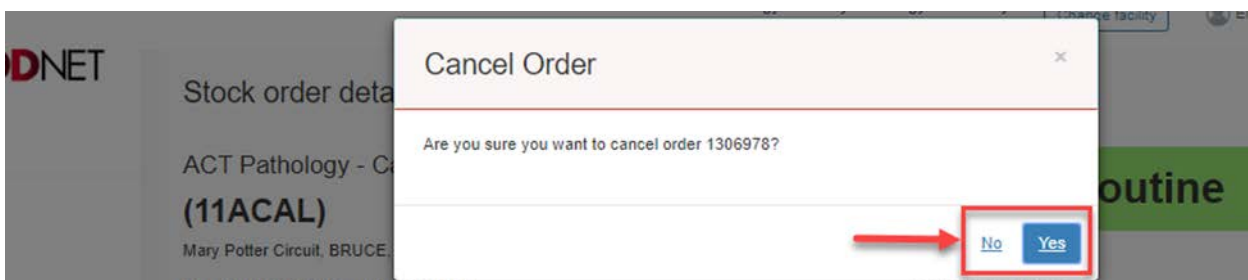 Change facility
DNET
Cancel Order
×
Stock order deta
Are you sure you want to cancel order 1306978?
ACT Pathology - Ca
outine
(11ACAL)
No Yes
Mary Potter Circuit, BRUCE,